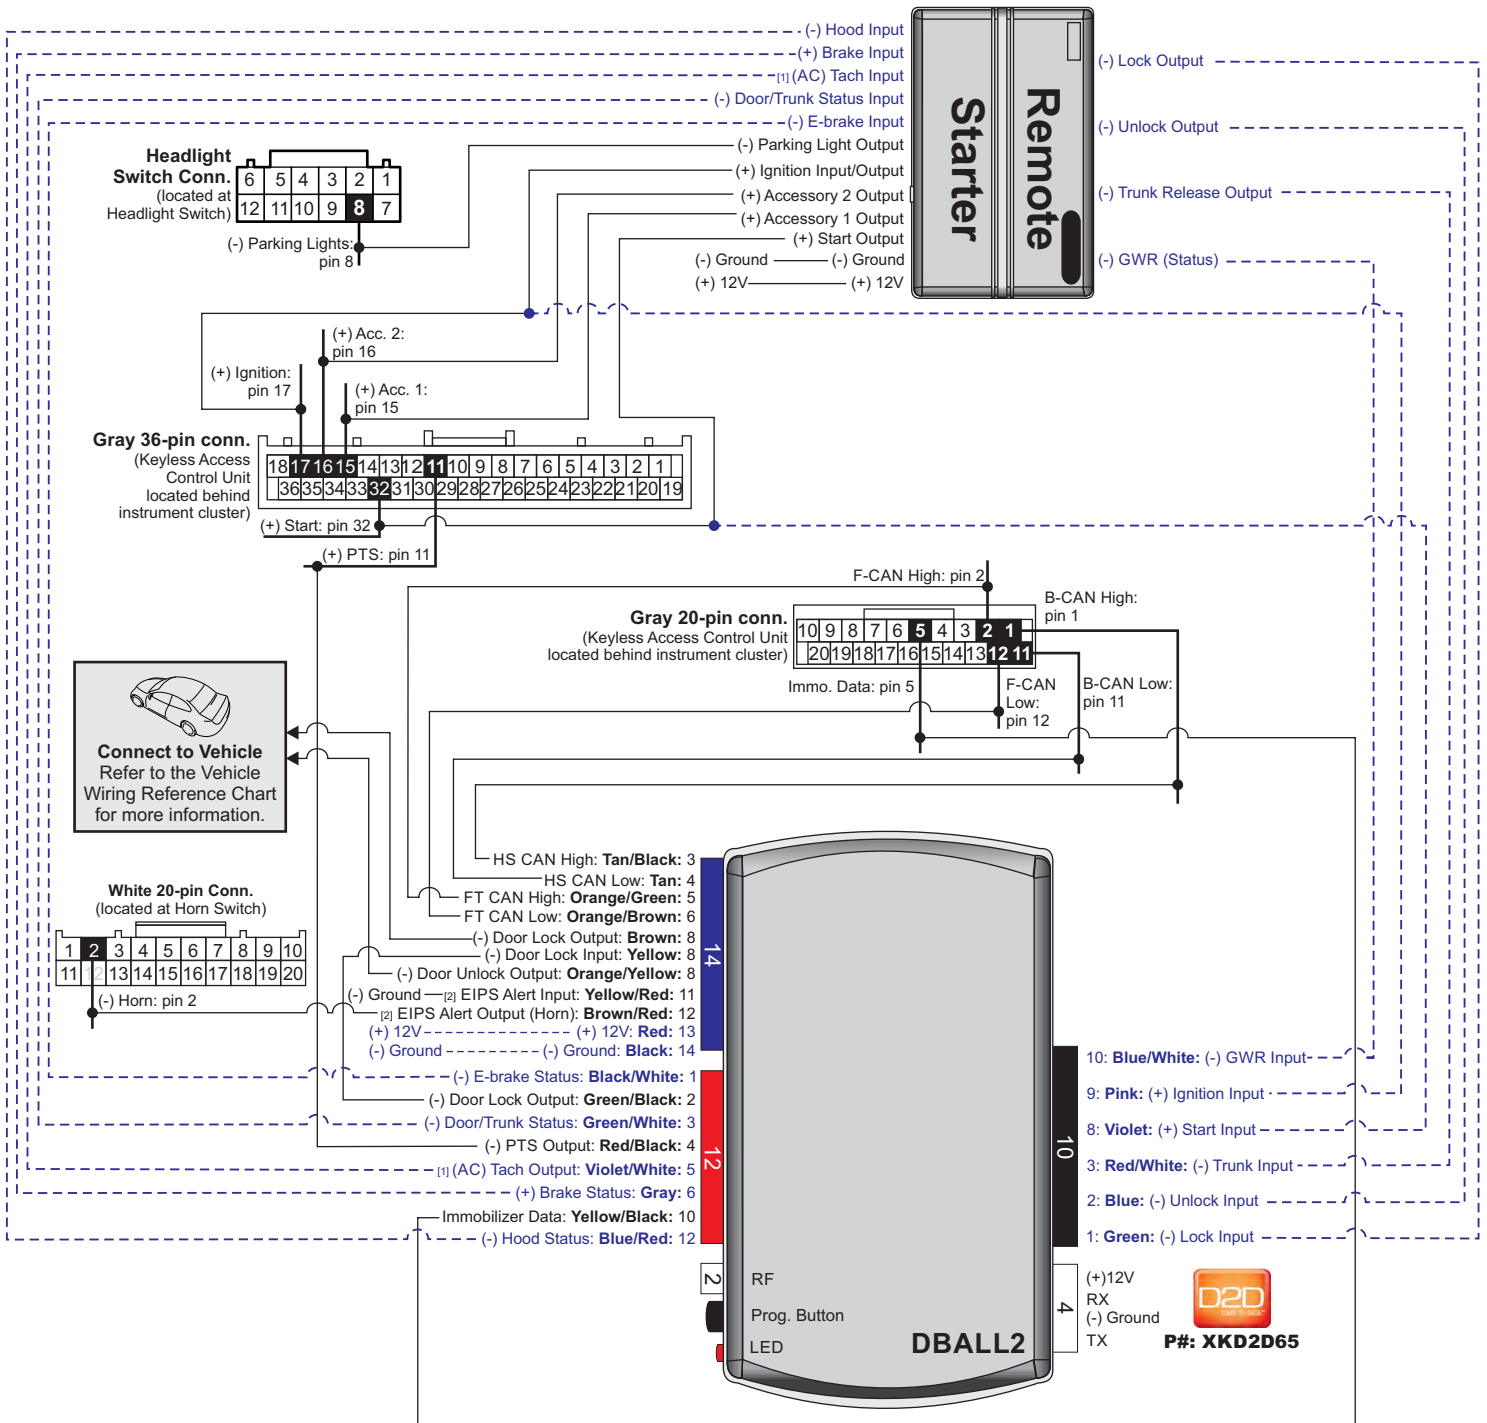 (-) Hood Input
(+) Brake Input
[1] (AC) Tach Input
(-) Door/Trunk Status Input
(-) E-brake Input
(-) Parking Light Output
(+) Ignition Input/Output
(+) Accessory 2 Output
(+) Accessory 1 Output
(+) Start Output
(-) Ground (-) Ground
(+) 12V (+) 12V
Remote
Starter
(-) Lock Output
(-) Unlock Output
(-) Trunk Release Output
(-) GWR (Status)
Headlight
Switch Conn.
(located at
Headlight Switch)
6 5 4 3 2 1
12 11 10 9 8 7
(-) Parking Lights:
pin 8
(+) Acc. 2:
pin 16
(+) Ignition:
pin 17
(+) Acc. 1:
pin 15
Gray 36-pin conn.
(Keyless Access
Control Unit
located behind
instrument cluster)
18 17 16 15 14 13 12 11 10 9 8 7 6 5 4 3 2 1
36 35 34 33 32 31 30 29 28 27 26 25 24 23 22 21 20 19
(+) Start: pin 32
(+) PTS: pin 11
F-CAN High: pin 2
B-CAN High:
pin 1
Gray 20-pin conn.
(Keyless Access Control Unit
located behind instrument cluster)
10 9 8 7 6 5 4 3 2 1
20 19 18 17 16 15 14 13 12 11
Immo. Data: pin 5
F-CAN
Low:
pin 12
B-CAN Low:
pin 11
Connect to Vehicle
Refer to the Vehicle
Wiring Reference Chart
for more information.
White 20-pin Conn.
(located at Horn Switch)
1 2 3 4 5 6 7 8 9 10
11 12 13 14 15 16 17 18 19 20
(-) Horn: pin 2
HS CAN High: Tan/Black: 3
HS CAN Low: Tan: 4
FT CAN High: Orange/Green: 5
FT CAN Low: Orange/Brown: 6
(-) Door Lock Output: Brown: 8
(-) Door Lock Input: Yellow: 8
(-) Door Unlock Output: Orange/Yellow: 8
(-) Ground [2] EIPS Alert Input: Yellow/Red: 11
[2] EIPS Alert Output (Horn): Brown/Red: 12
(+) 12V (+) 12V: Red: 13
(-) Ground (-) Ground: Black: 14
14
(-) E-brake Status: Black/White: 1
(-) Door Lock Output: Green/Black: 2
(-) Door/Trunk Status: Green/White: 3
(-) PTS Output: Red/Black: 4
[1] (AC) Tach Output: Violet/White: 5
(+) Brake Status: Gray: 6
Immobilizer Data: Yellow/Black: 10
(-) Hood Status: Blue/Red: 12
12
10: Blue/White: (-) GWR Input
9: Pink: (+) Ignition Input
8: Violet: (+) Start Input
3: Red/White: (-) Trunk Input
2: Blue: (-) Unlock Input
1: Green: (-) Lock Input
10
2
RF
Prog. Button
LED
DBALL2
4
(+)12V
RX
(-) Ground
TX
D2D
P#: XKD2D65